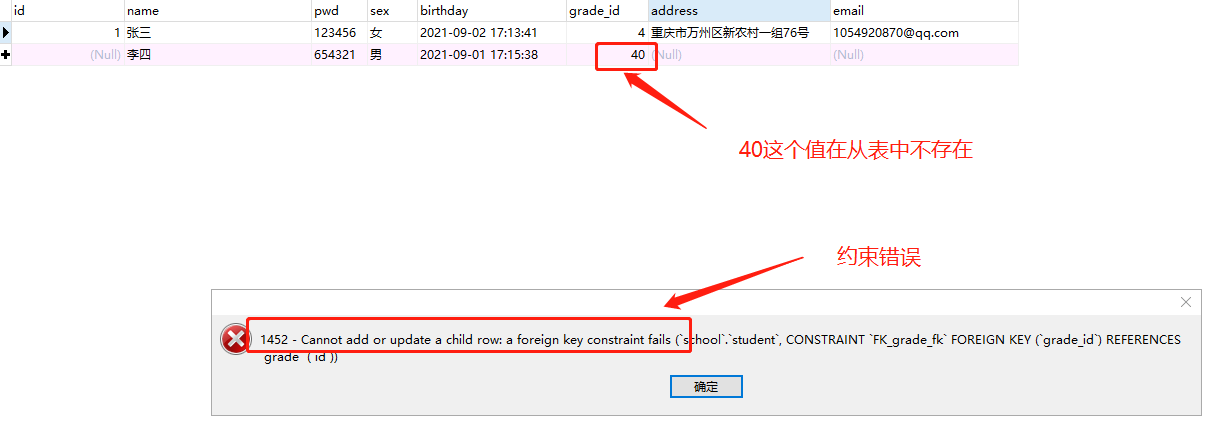 id name pwd sex birthday grade_id address email
1 张三 123456 女 2021-09-02 17:13:41 4 重庆市万州区新农村一组76号 1054920870@qq.com
(Null) 李四 654321 男 2021-09-01 17:15:38 40 (Null) (Null)
40这个值在从表中不存在
约束错误
1452 - Cannot add or update a child row: a foreign key constraint fails (`school`.`student`, CONSTRAINT `FK_grade_fk` FOREIGN KEY (`grade_id`) REFERENCES
`grade` (`id`))
确定